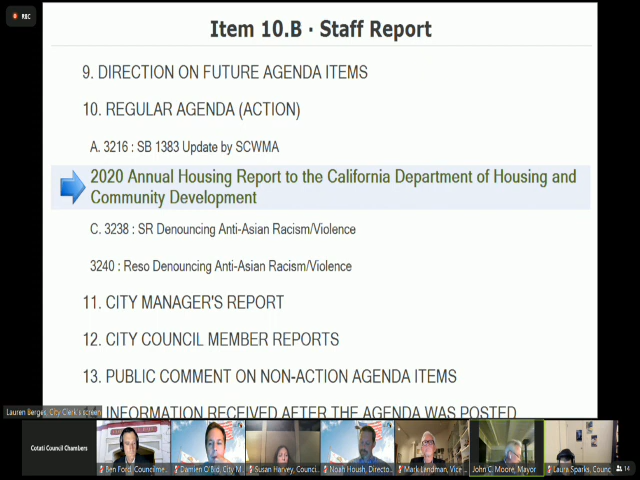 REC
Item 10.B · Staff Report
9. DIRECTION ON FUTURE AGENDA ITEMS
10. REGULAR AGENDA (ACTION)
A. 3216 : SB 1383 Update by SCWMA
2020 Annual Housing Report to the California Department of Housing and
Community Development
C. 3238 : SR Denouncing Anti-Asian Racism/Violence
3240 : Reso Denouncing Anti-Asian Racism/Violence
11. CITY MANAGER'S REPORT
12. CITY COUNCIL MEMBER REPORTS
13. PUBLIC COMMENT ON NON-ACTION AGENDA ITEMS
Lauren Berges, City Clerk's screen
INFORMATION RECEIVED AFTER THE AGENDA WAS POSTED
Cotati Council Chambers
Ben Ford, Councilme...
Damien O'Bid, City M...
Susan Harvey, Counci...
Noah Housh, Directo...
Mark Landman, Vice ...
John C. Moore, Mayor
Laura Sparks, Counc
14